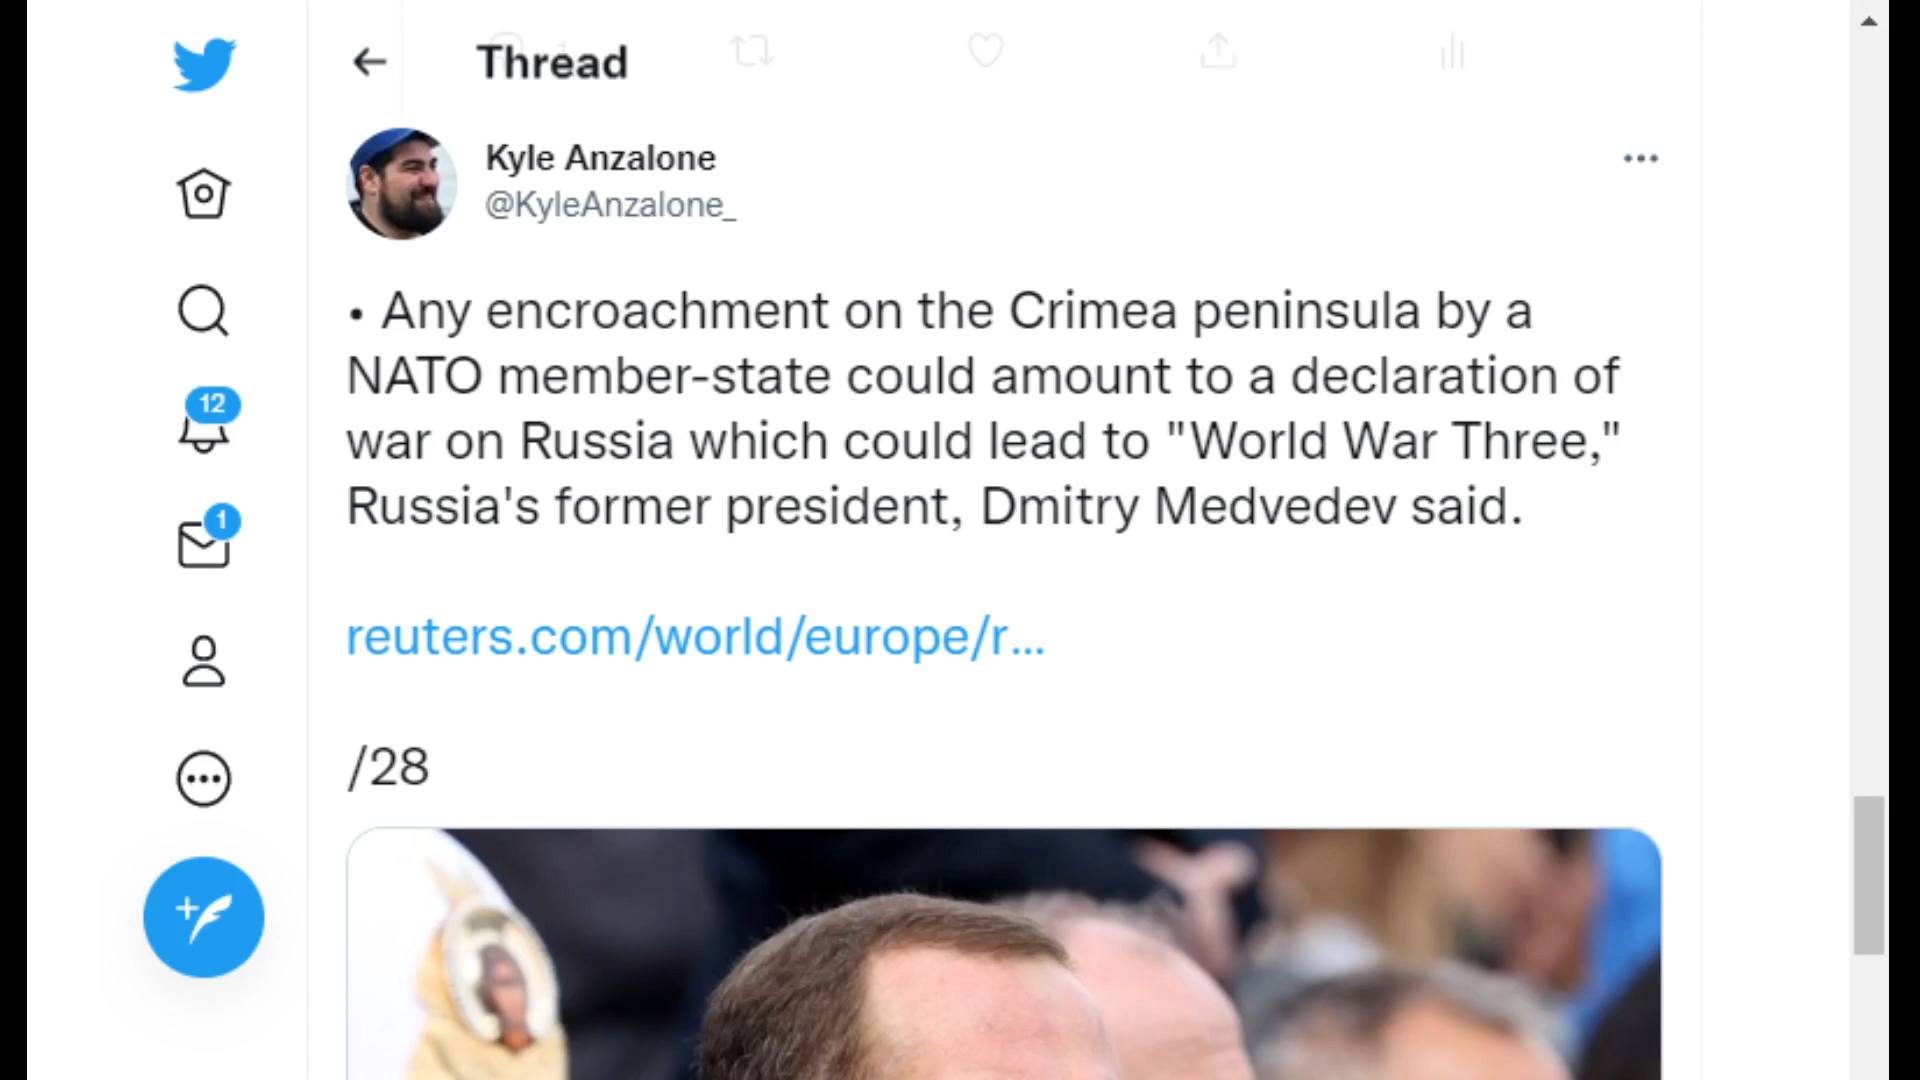 1
Thread
Kyle Anzalone
@KyleAnzalone_
12
1
• Any encroachment on the Crimea peninsula by a
NATO member-state could amount to a declaration of
war on Russia which could lead to "World War Three,"
Russia's former president, Dmitry Medvedev said.
reuters.com/world/europe/r...
/28